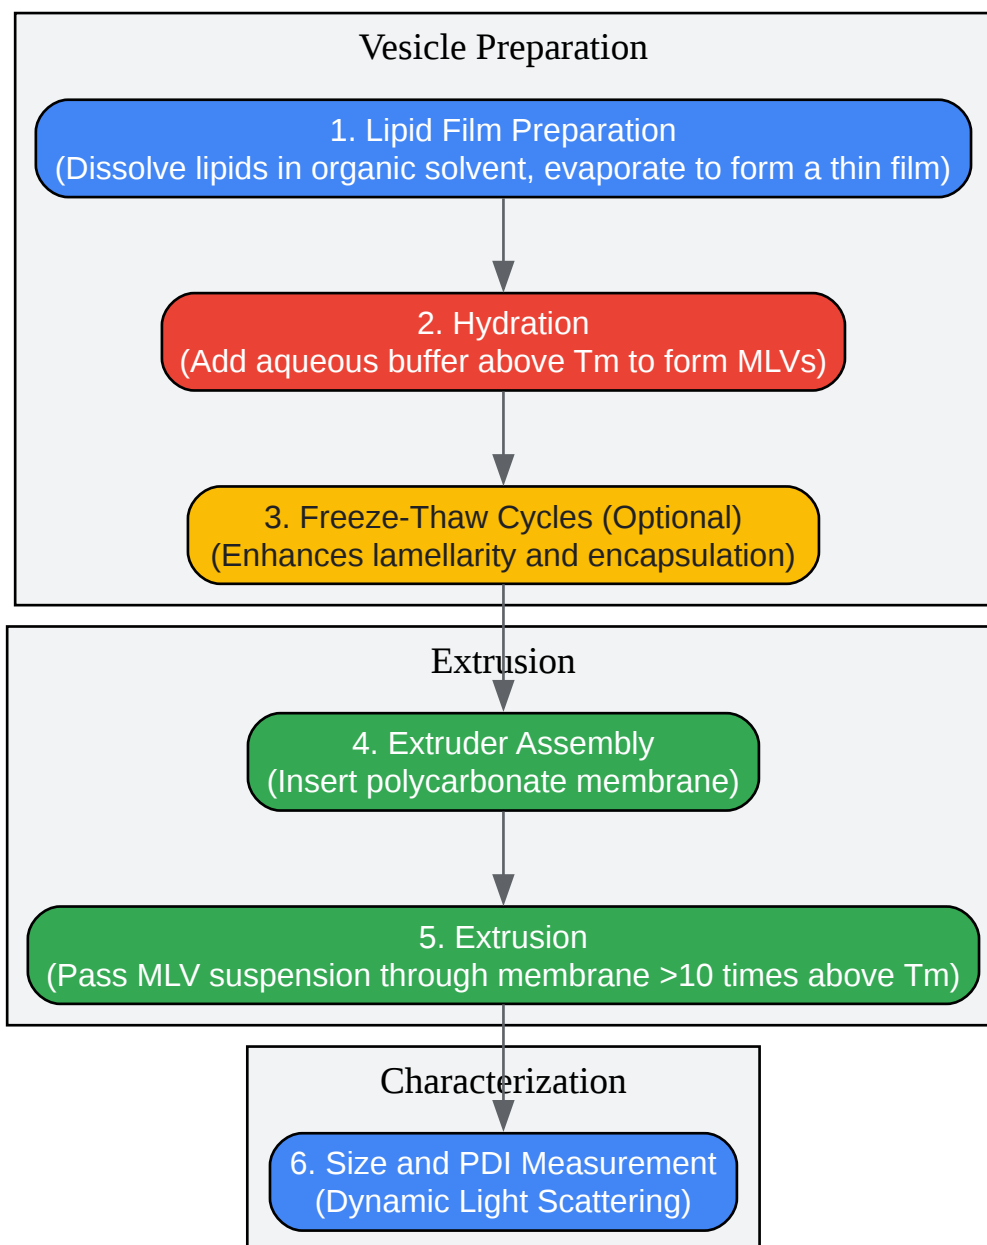 Vesicle Preparation
1. Lipid Film Preparation
(Dissolve lipids in organic solvent, evaporate to form a thin film)
2. Hydration
(Add aqueous buffer above Tm to form MLVs)
3. Freeze-Thaw Cycles (Optional)
(Enhances lamellarity and encapsulation)
Extrusion
4. Extruder Assembly
(Insert polycarbonate membrane)
5. Extrusion
(Pass MLV suspension through membrane >10 times above Tm)
Characterization
6. Size and PDI Measurement
(Dynamic Light Scattering)